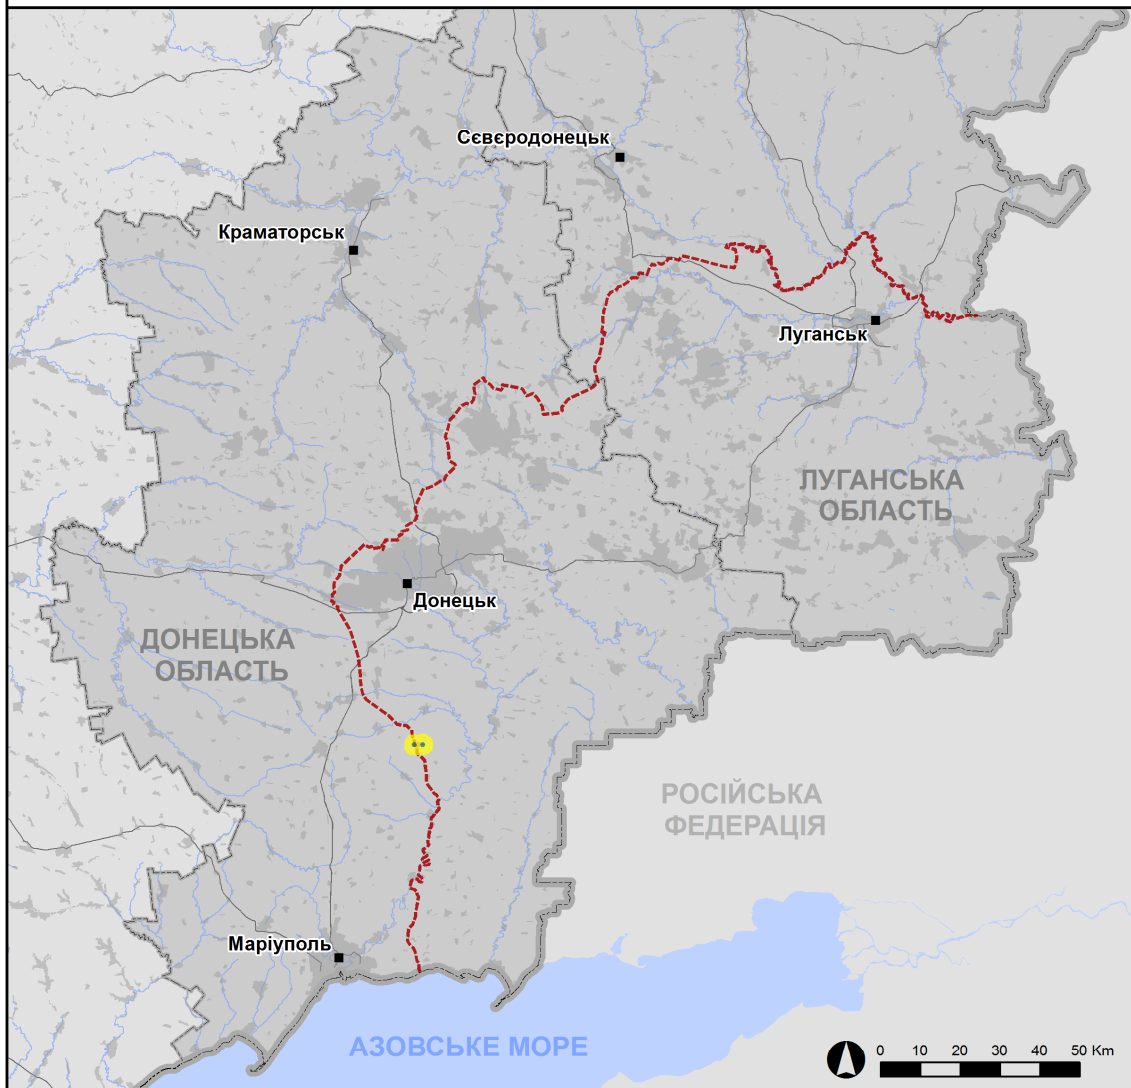 Сєвєродонецьк
Краматорськ
Луганськ
ЛУГАНСЬКА
ОБЛАСТЬ
Донецьк
ДОНЕЦЬКА
ОБЛАСТЬ
РОСІЙСЬКА
ФЕДЕРАЦІЯ
Маріуполь
АЗОВСЬКЕ МОРЕ
0 10 20 30 40 50 Km